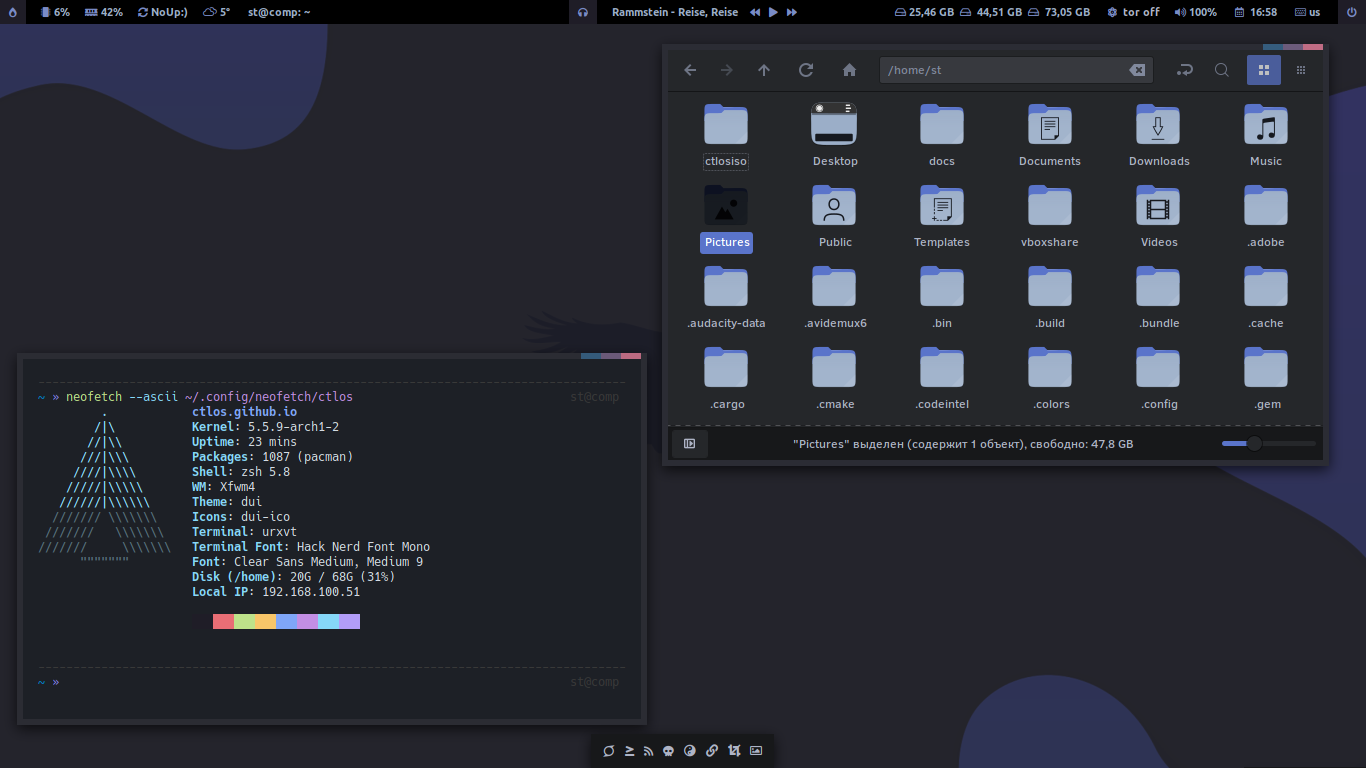 6% 42% NoUp:) 5° st@comp: ~ Rammstein - Reise, Reise 25,46 GB 44,51 GB 73,05 GB tor off 100% 16:58 us
/home/st
ctlosiso Desktop docs Documents Downloads Music
Pictures Public Templates vboxshare Videos .adobe
.audacity-data .avidemux6 .bin .build .bundle .cache
.cargo .cmake .codeintel .colors .config .gem
"Pictures" выделен (содержит 1 объект), свободно: 47,8 GB
~ » neofetch --ascii ~/.config/neofetch/ctlos st@comp
ctlos.github.io
Kernel: 5.5.9-arch1-2
Uptime: 23 mins
Packages: 1087 (pacman)
Shell: zsh 5.8
WM: Xfwm4
Theme: dui
Icons: dui-ico
Terminal: urxvt
Terminal Font: Hack Nerd Font Mono
Font: Clear Sans Medium, Medium 9
Disk (/home): 20G / 68G (31%)
Local IP: 192.168.100.51
~ » st@comp